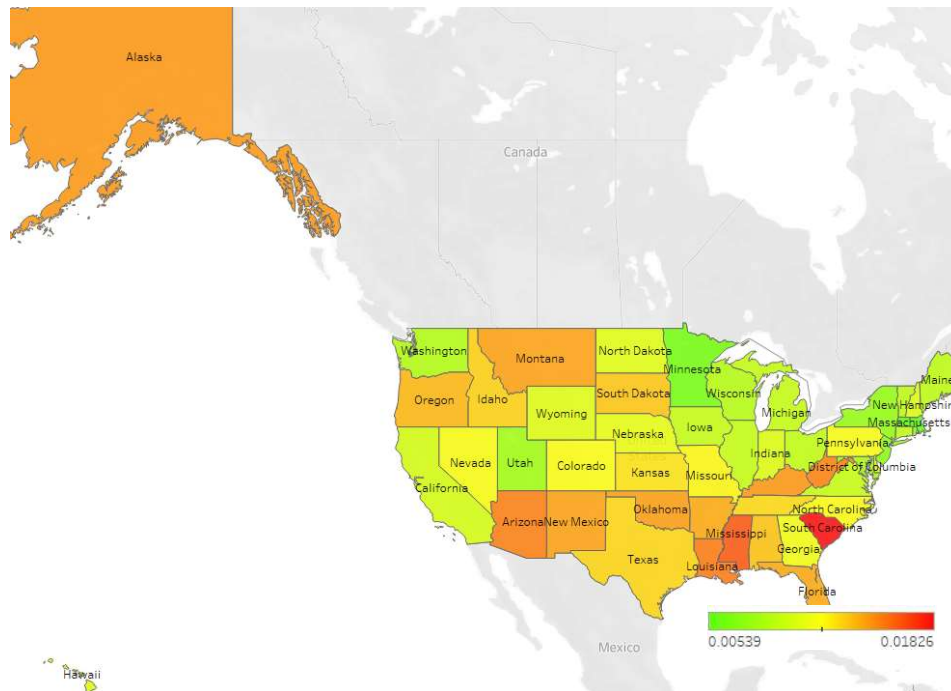 Alaska
Canada
Washington
Montana
North Dakota
Minnesota
Maine
Oregon
Idaho
South Dakota
Wisconsin
New Hampshir
Wyoming
Michigan
Massachusetts
Iowa
Nebraska
Pennsylvania
Nevada
Utah
Colorado
Indiana
States
Kansas
Missouri
District of Columbia
California
Arizona
New Mexico
Oklahoma
North Carolina
Mississippi
South Carolina
Texas
Georgia
Louisiana
Florida
0.00539
0.01826
Mexico
Hawaii